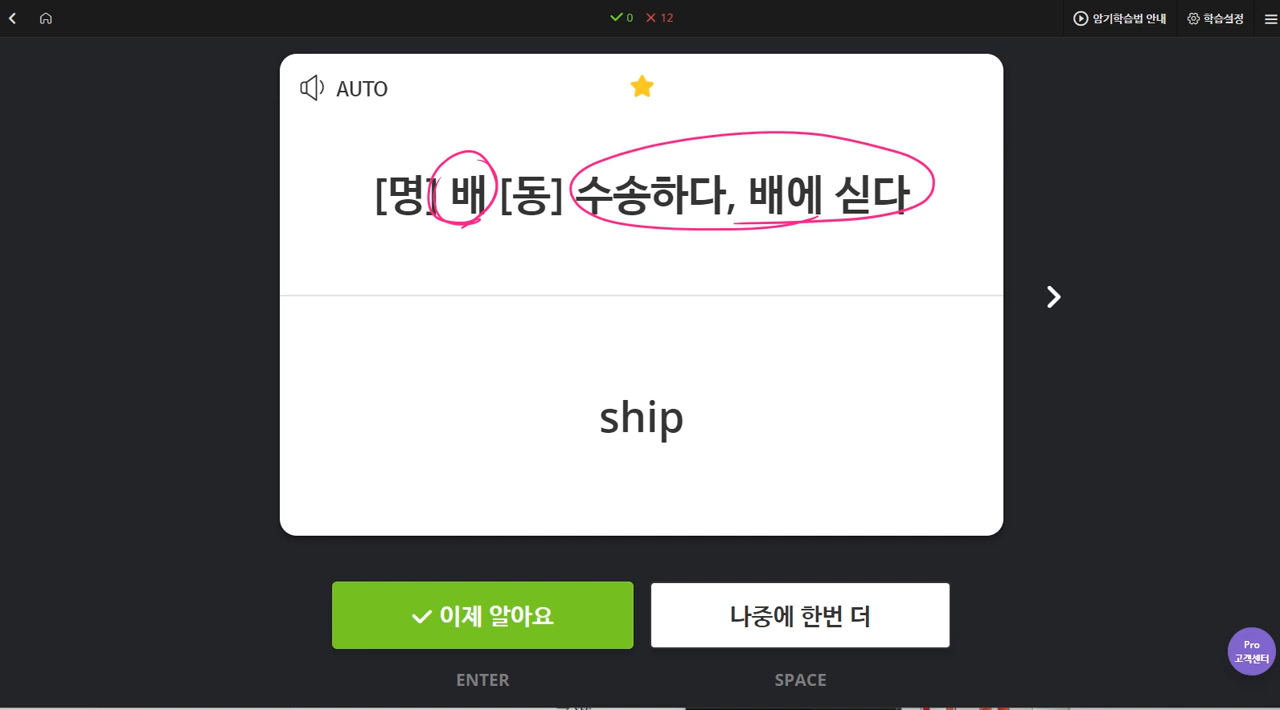 0 12 암기학습법 안내 학습설정
AUTO
[명] 배 [동] 수송하다, 배에 싣다
ship
이제 알아요 나중에 한번 더
Pro
고객센터
ENTER SPACE